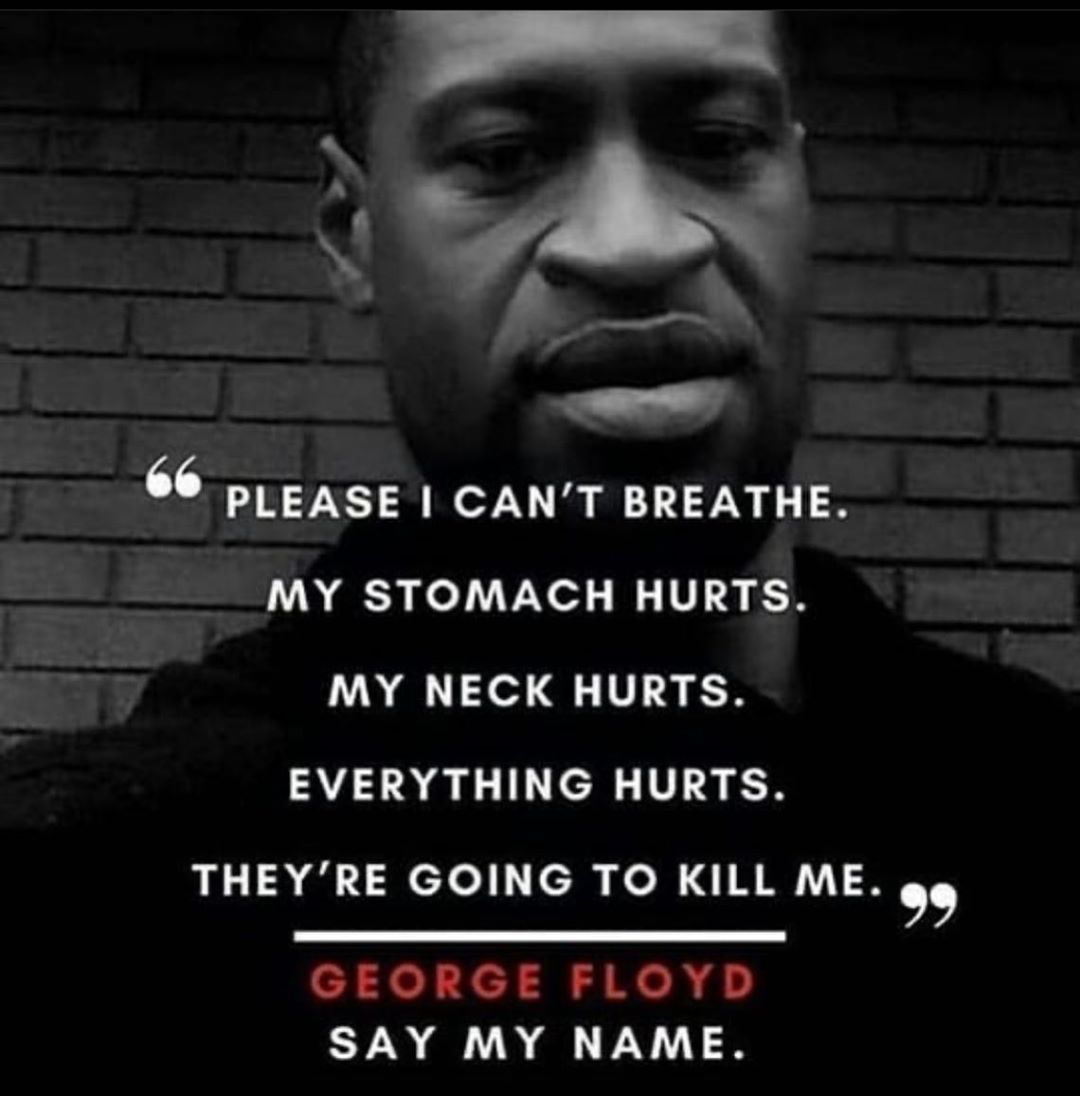 “ PLEASE I CAN’T BREATHE.
MY STOMACH HURTS.
MY NECK HURTS.
EVERYTHING HURTS.
THEY’RE GOING TO KILL ME. ”
GEORGE FLOYD
SAY MY NAME.